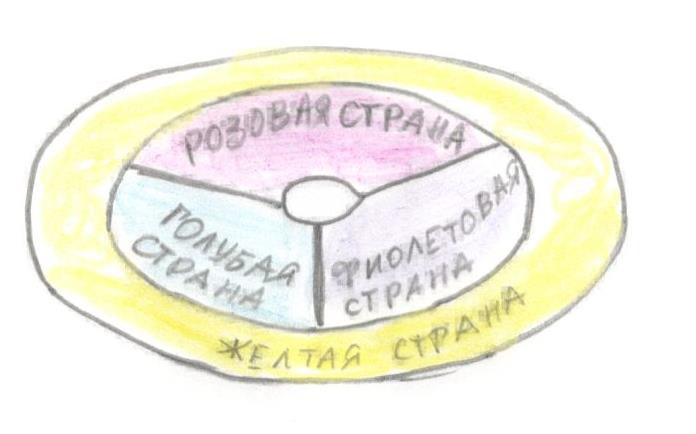 РОЗОВАЯ СТРАНА
ГОЛУБАЯ
СТРАНА
ФИОЛЕТОВАЯ
СТРАНА
ЖЕЛТАЯ СТРАНА